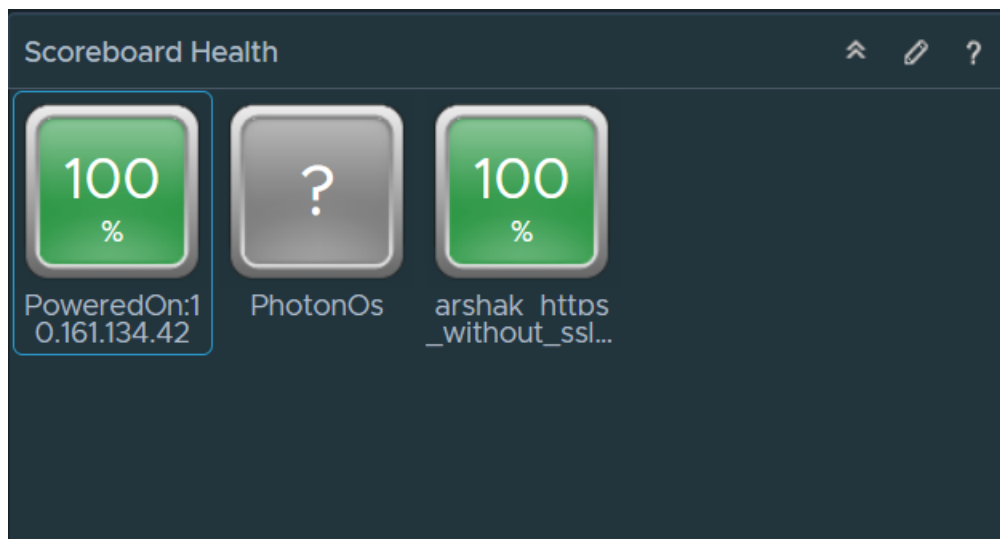 Scoreboard Health
?
100
%
?
100
%
PoweredOn:1
0.161.134.42
PhotonOs
arshak_https
_without_ssl...